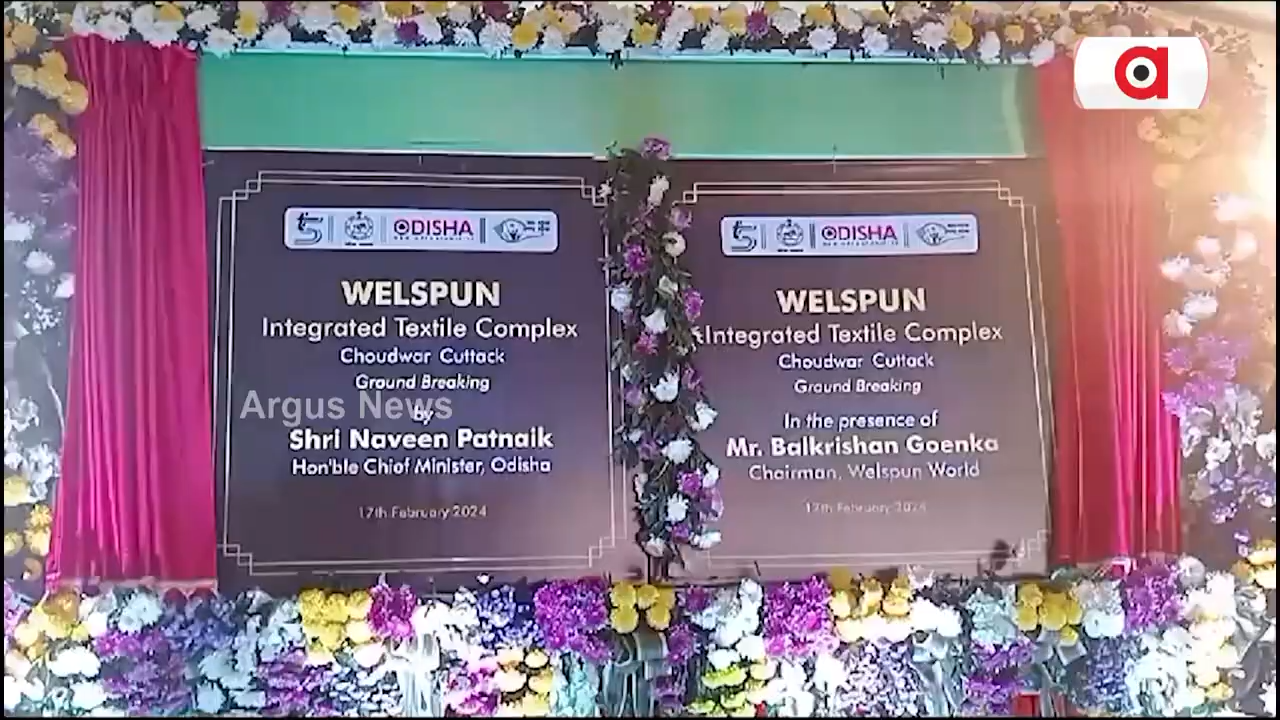 ODISHA
WELSPUN
Integrated Textile Complex
Choudwar Cuttack
Ground Breaking
by
Shri Naveen Patnaik
Hon'ble Chief Minister, Odisha
17th February 2024
ODISHA
WELSPUN
Integrated Textile Complex
Choudwar Cuttack
Ground Breaking
In the presence of
Mr. Balkrishan Goenka
Chairman, Welspun World
17th February 2024
Argus News
a